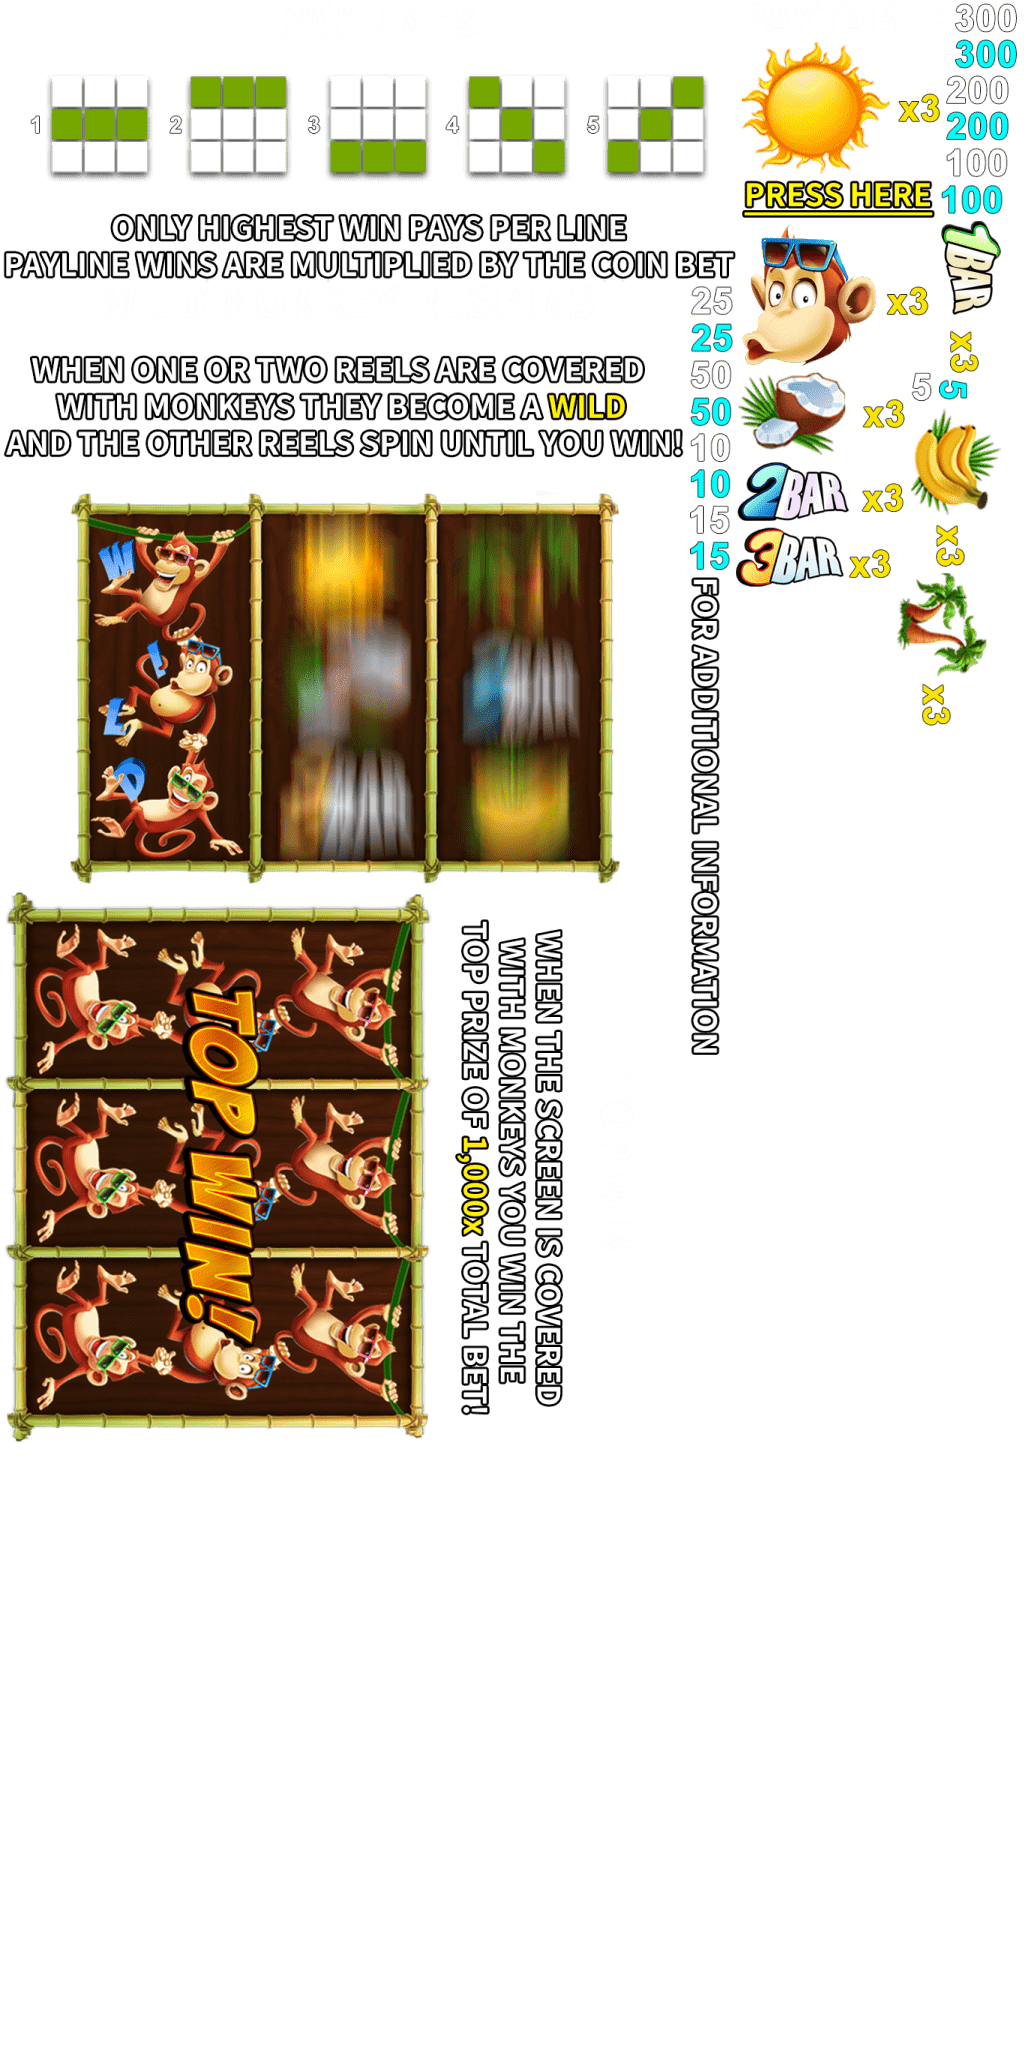 1
2
3
4
5
ONLY HIGHEST WIN PAYS PER LINE
PAYLINE WINS ARE MULTIPLIED BY THE COIN BET
WHEN ONE OR TWO REELS ARE COVERED
WITH MONKEYS THEY BECOME A WILD
AND THE OTHER REELS SPIN UNTIL YOU WIN!
x3
PRESS HERE
300
300
200
200
100
100
x3
1BAR
x3
25
25
50
50
10
10
15
15
x3
5
5
2BAR x3
3BAR x3
x3
x3
FOR ADDITIONAL INFORMATION
W
I
L
D
TOP WIN!
WHEN THE SCREEN IS COVERED
WITH MONKEYS YOU WIN THE
TOP PRIZE OF 1,000x TOTAL BET!